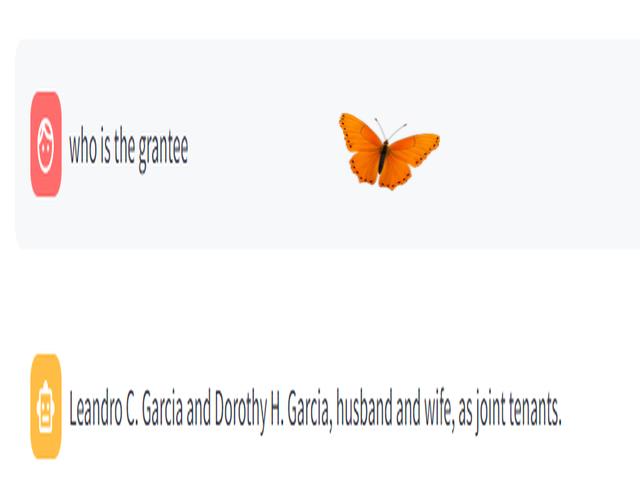 who is the grantee
Leandro C. Garcia and Dorothy H. Garcia, husband and wife, as joint tenants.